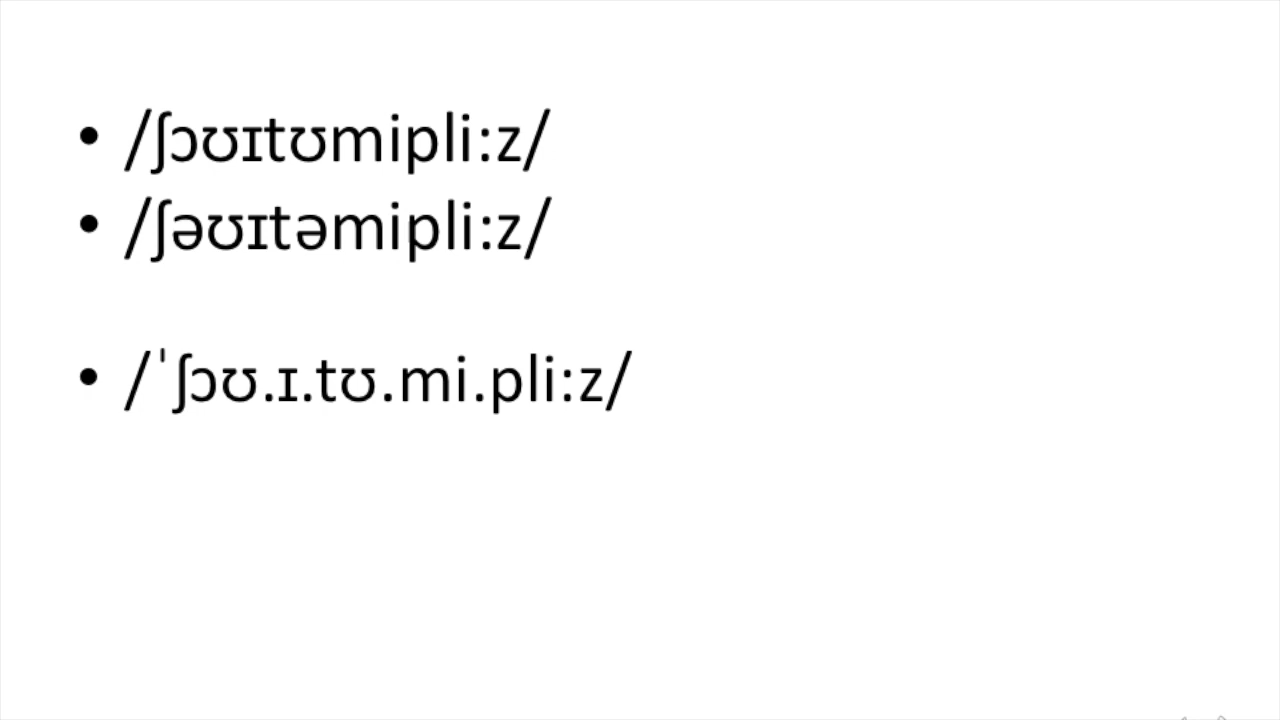 • /ʃɔʊɪtʊmipli:z/
• /ʃəʊɪtəmipli:z/
• /ˈʃɔʊ.ɪ.tʊ.mi.pli:z/